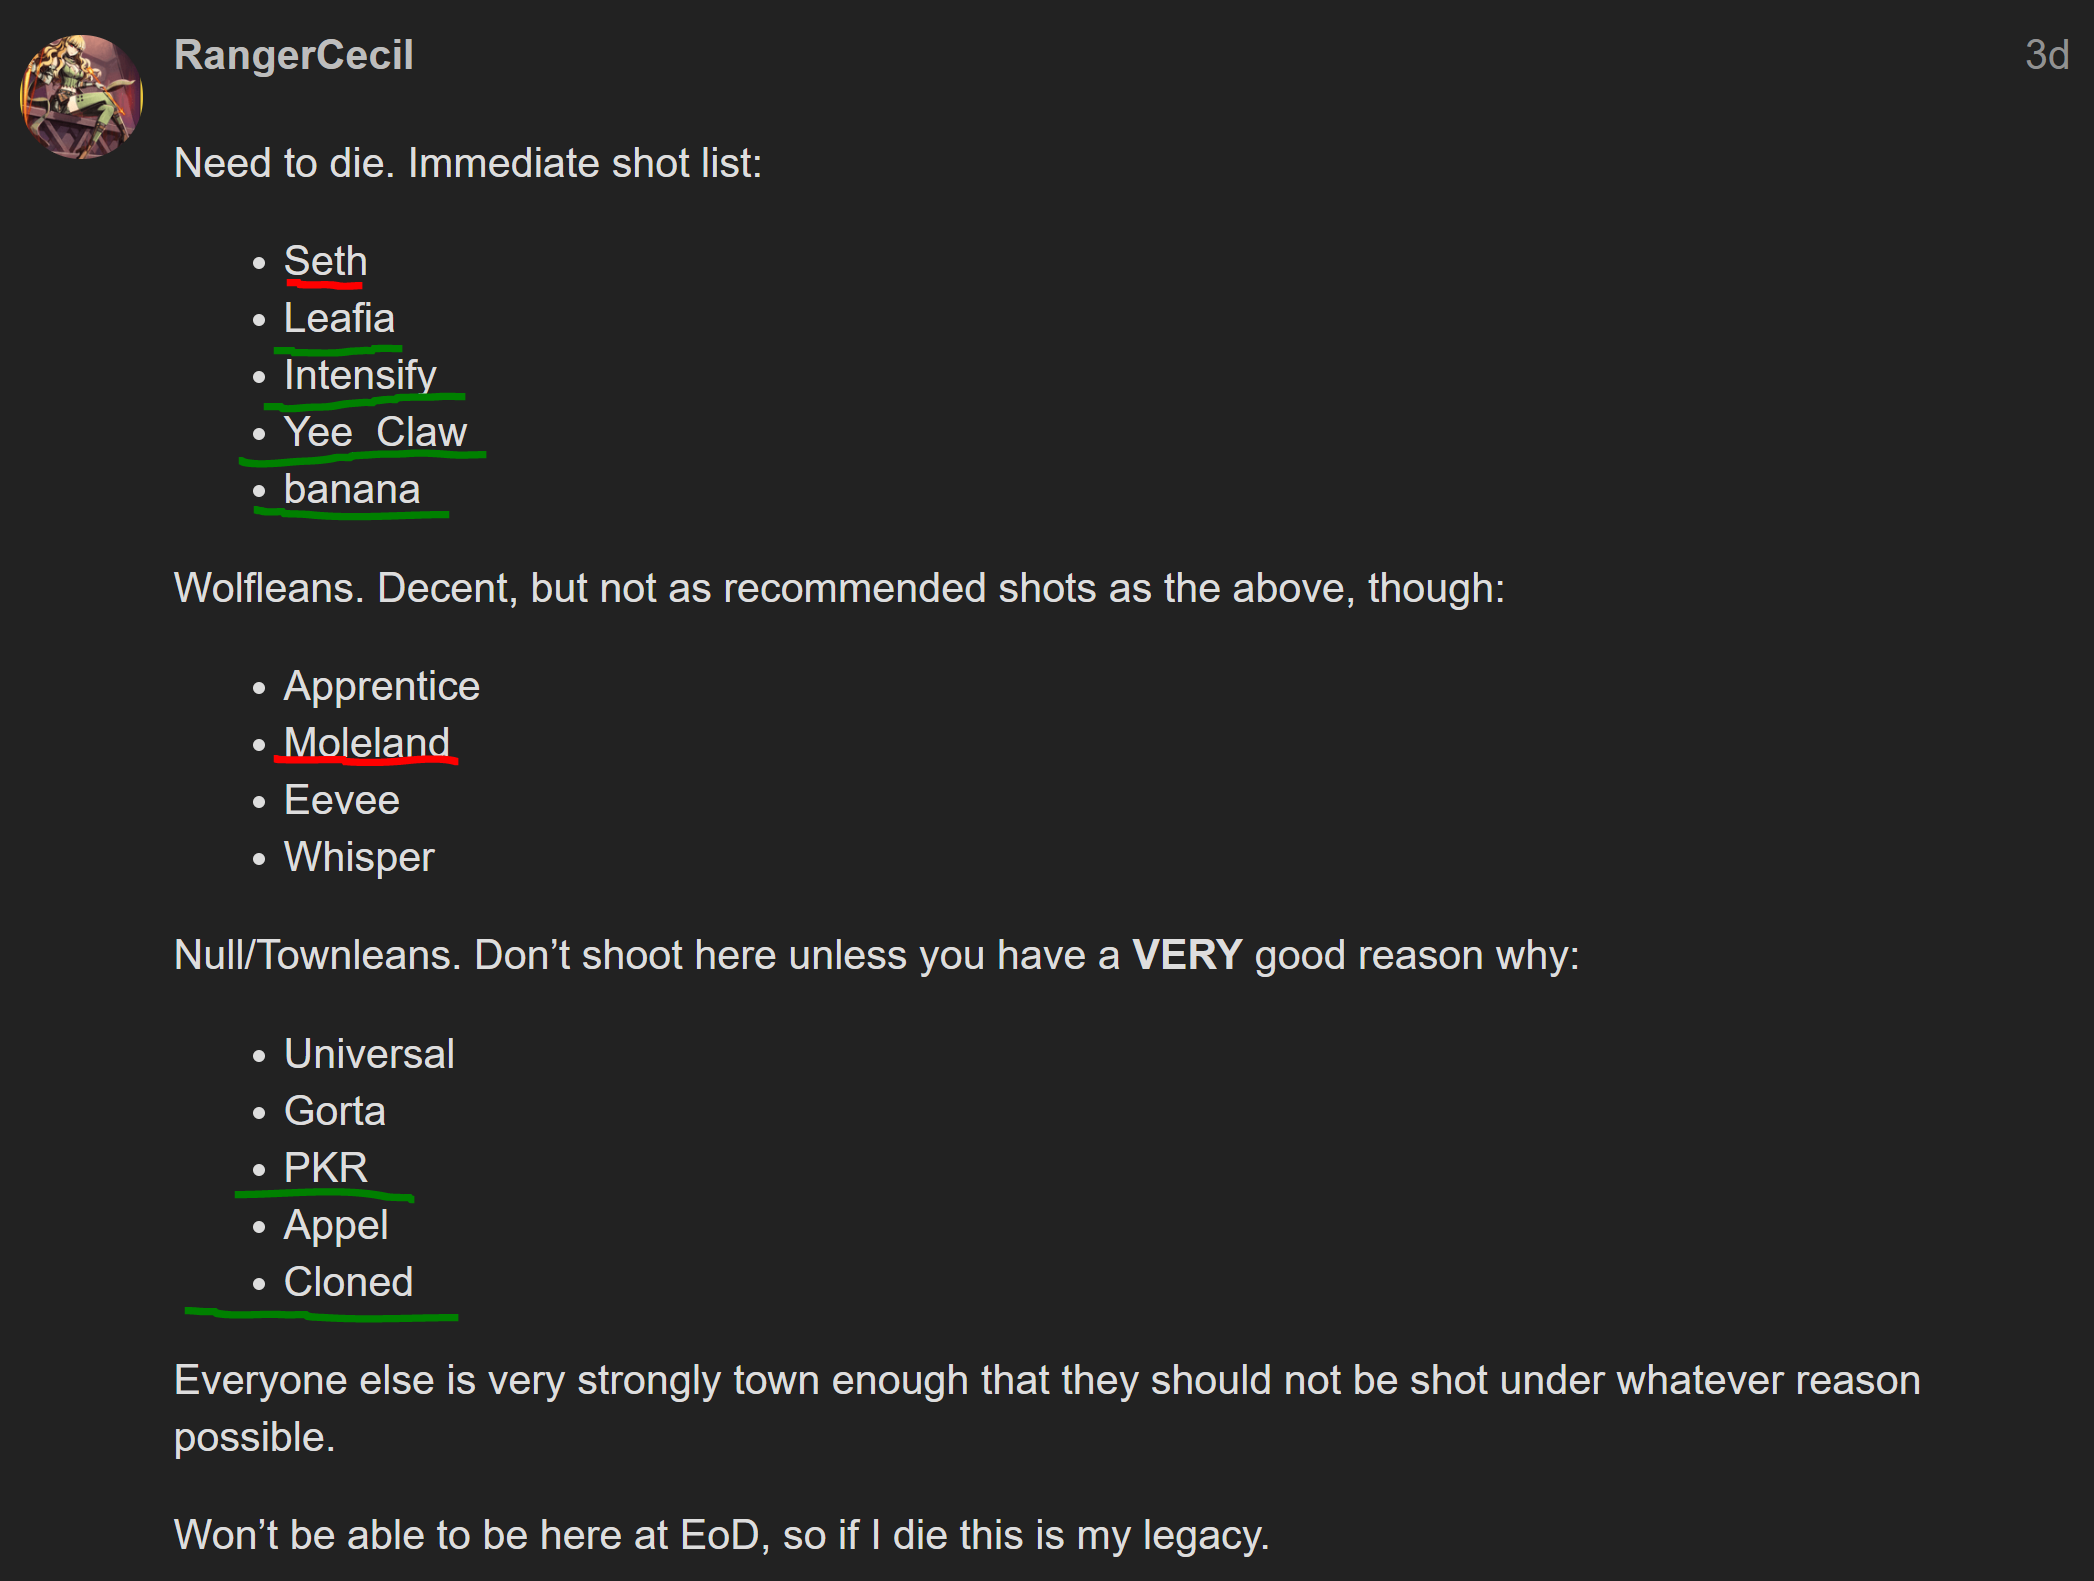 RangerCecil
3d
Need to die. Immediate shot list:
• Seth
• Leafia
• Intensify
• Yee_Claw
• banana
Wolfleans. Decent, but not as recommended shots as the above, though:
• Apprentice
• Moleland
• Eevee
• Whisper
Null/Townleans. Don’t shoot here unless you have a VERY good reason why:
• Universal
• Gorta
• PKR
• Appel
• Cloned
Everyone else is very strongly town enough that they should not be shot under whatever reason
possible.
Won’t be able to be here at EoD, so if I die this is my legacy.